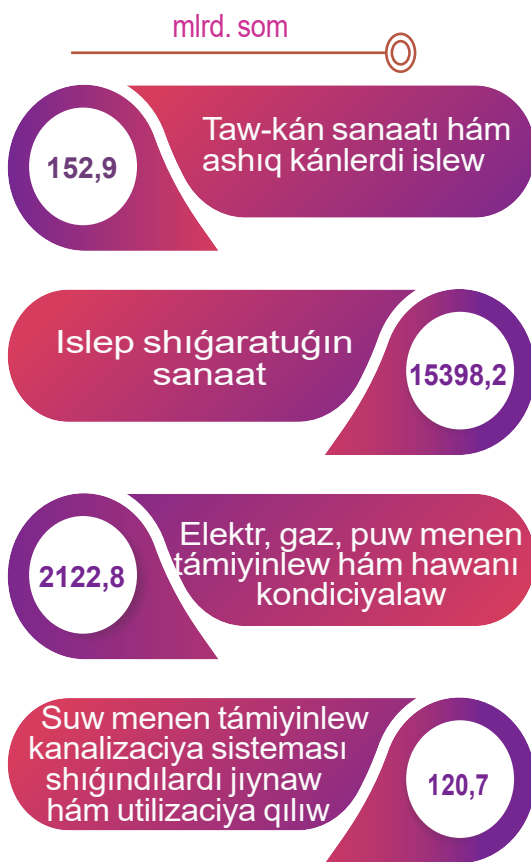 mlrd. som
152,9
Taw-kán sanaatı hám
ashıq kánlerdi islew
Islep shıǵaratuǵın
sanaat
15398,2
2122,8
Elektr, gaz, puw menen
támiyinlew hám hawanı
kondiciyalaw
Suw menen támiyinlew
kanalizaciya sisteması
shıǵındılardı jıynaw
hám utilizaciya qılıw
120,7